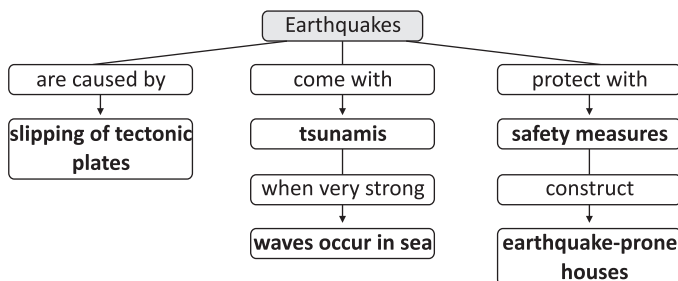 Earthquakes
are caused by
come with
protect with
slipping of tectonic
plates
tsunamis
safety measures
when very strong
construct
waves occur in sea
earthquake-prone
houses